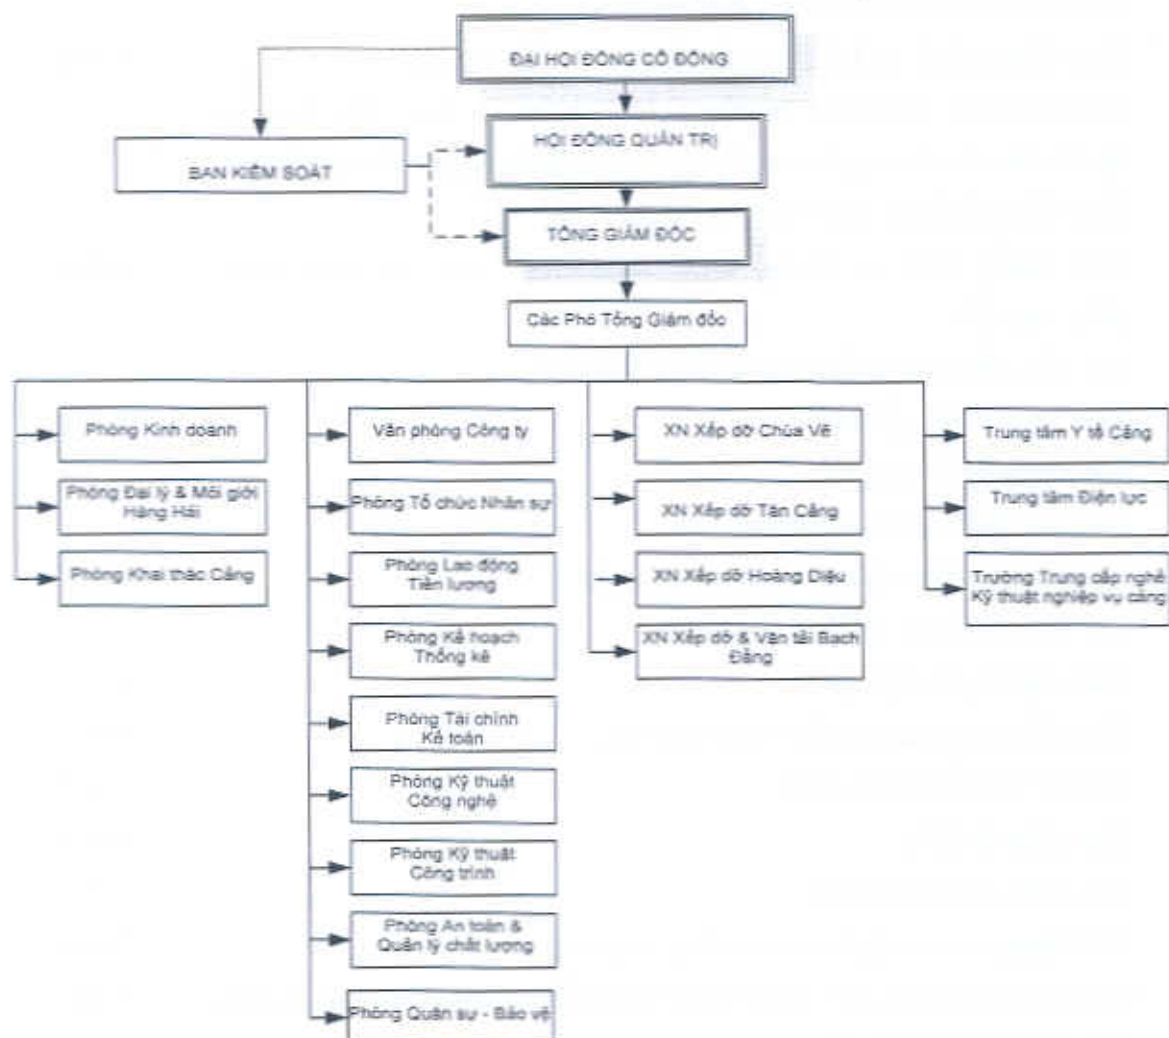 ĐẠI HỘI ĐỒNG CỔ ĐÔNG
HỘI ĐỒNG QUẢN TRỊ
BAN KIỂM SOÁT
TỔNG GIÁM ĐỐC
Các Phó Tổng Giám đốc
Phòng Kinh doanh
Phòng Đại lý & Môi giới
Hàng Hải
Phòng Khai thác Cảng
Văn phòng Công ty
Phòng Tổ chức Nhân sự
Phòng Lao động
Tiền lương
Phòng Kế hoạch
Thống kê
Phòng Tài chính
Kế toán
Phòng Kỹ thuật
Công nghệ
Phòng Kỹ thuật
Công trình
Phòng An toàn &
Quản lý chất lượng
Phòng Quân sự - Bảo vệ
XN Xếp dỡ Chùa Vẽ
XN Xếp dỡ Tân Cảng
XN Xếp dỡ Hoàng Diệu
XN Xếp dỡ & Vận tải Bạch
Đằng
Trung tâm Y tế Cảng
Trung tâm Điện lực
Trường Trung cấp nghề
Kỹ thuật nghiệp vụ cảng